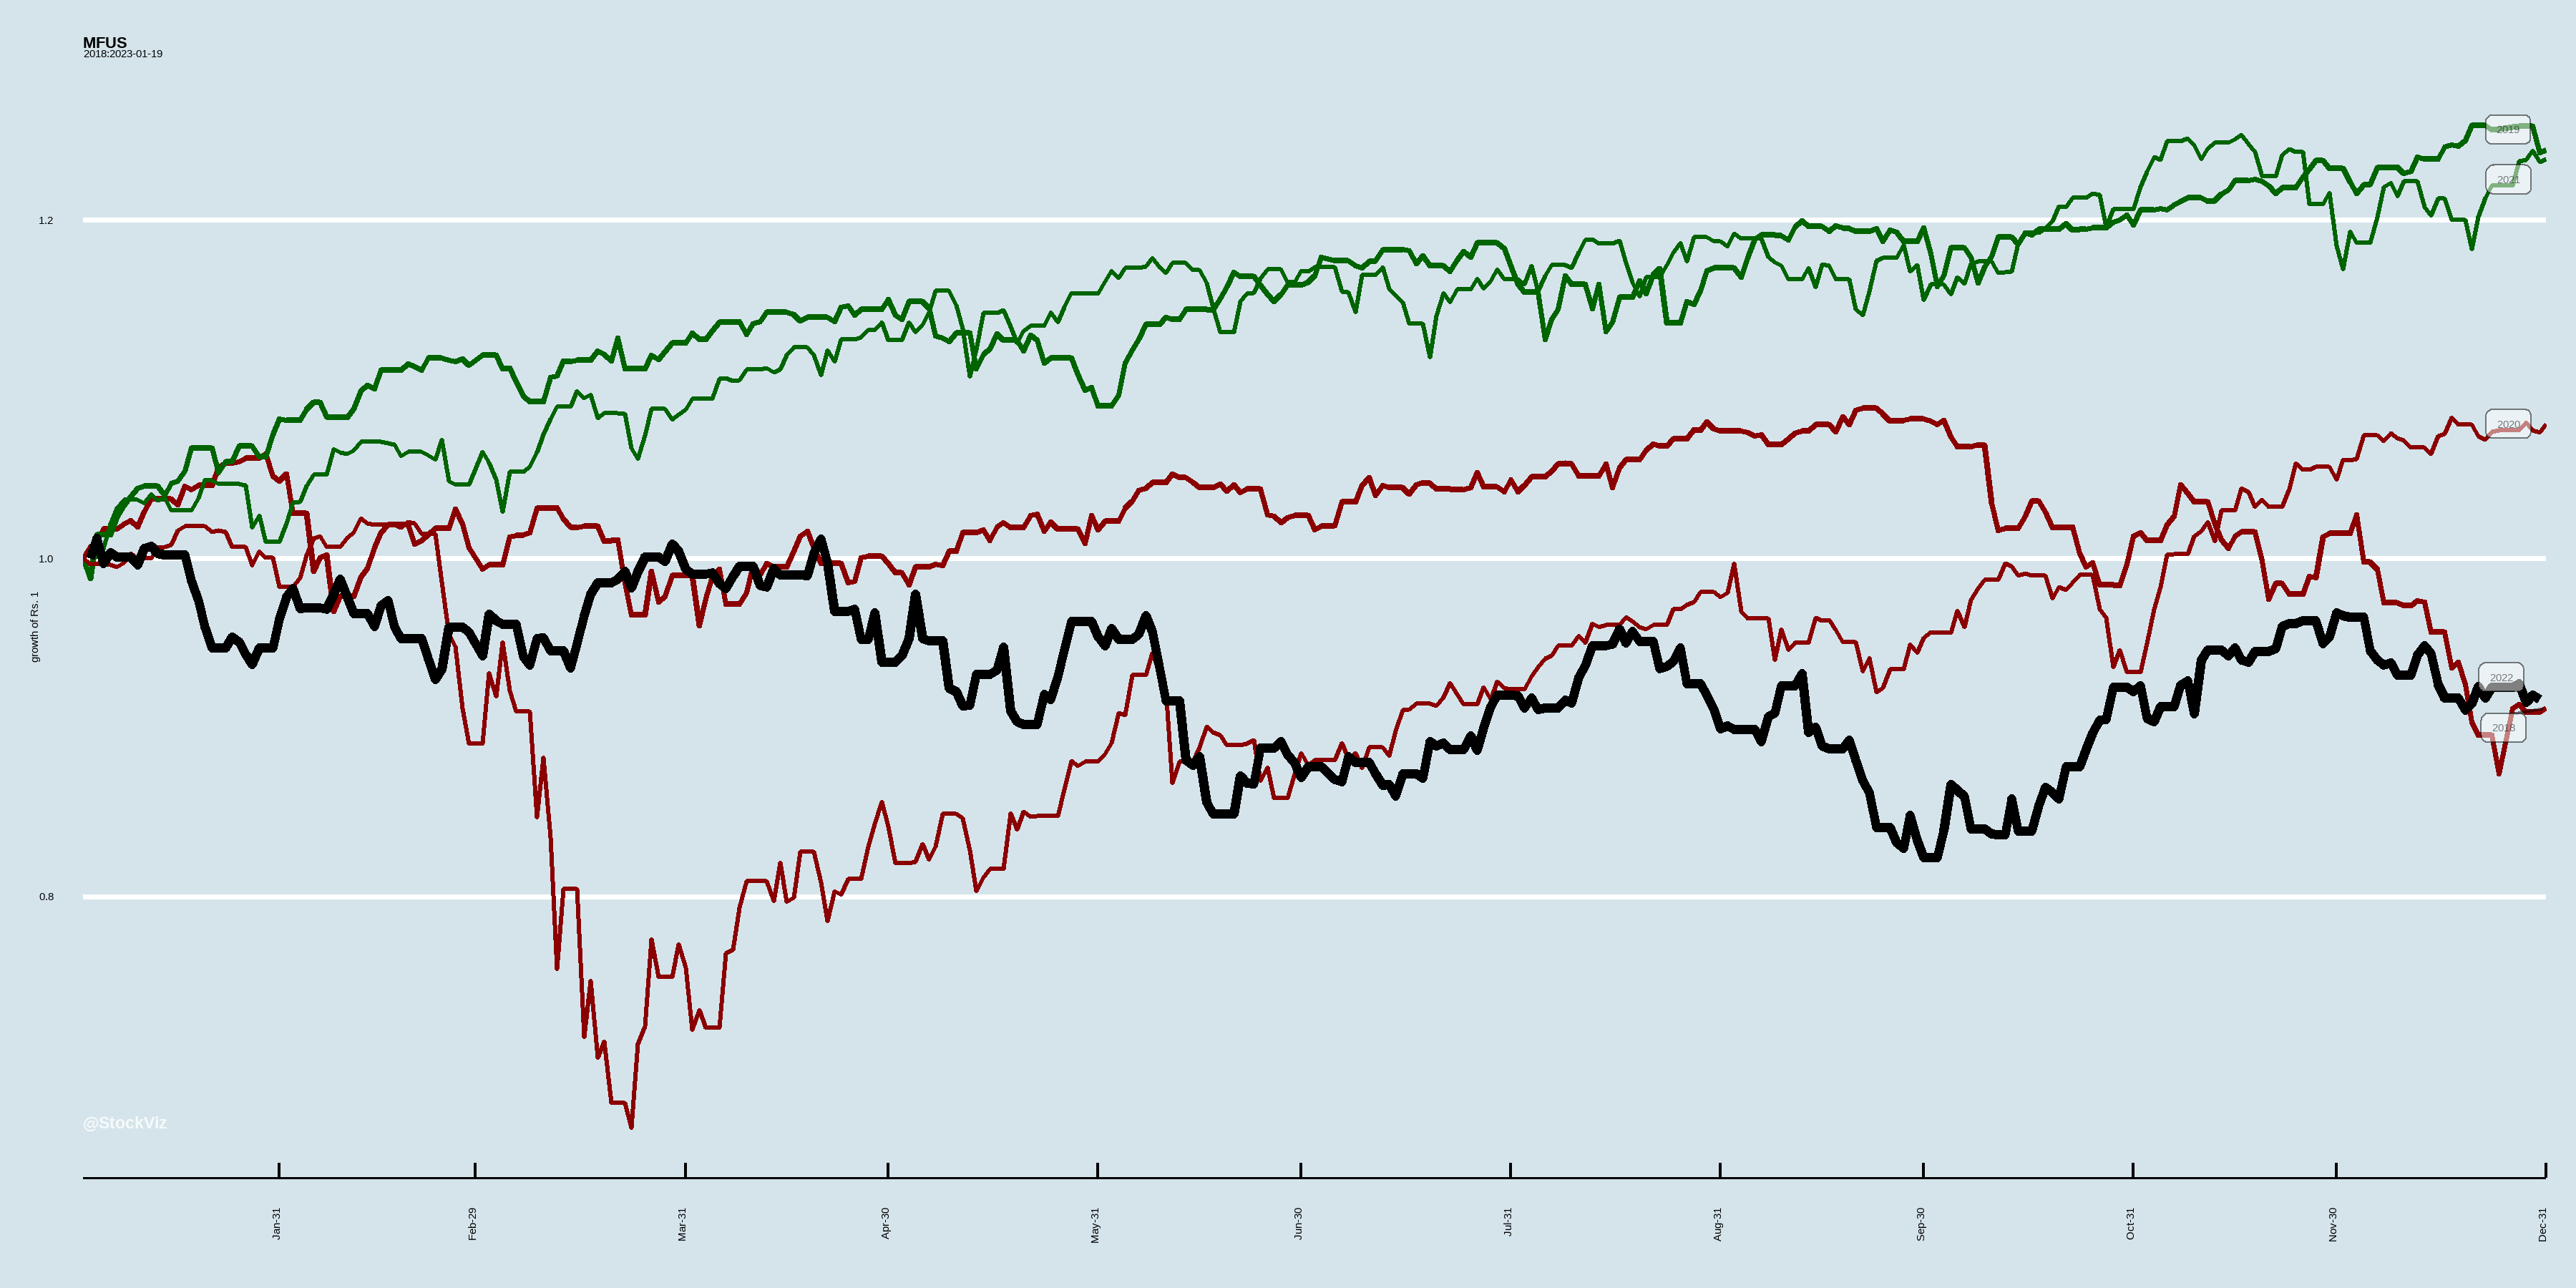 MFUS
2018:2023-01-19
2019
2021
1.2
2020
1.0
growth of Rs. 1
2022
2018
0.8
@StockViz
Jan-31
Feb-29
Mar-31
Apr-30
May-31
Jun-30
Jul-31
Aug-31
Sep-30
Oct-31
Nov-30
Dec-31